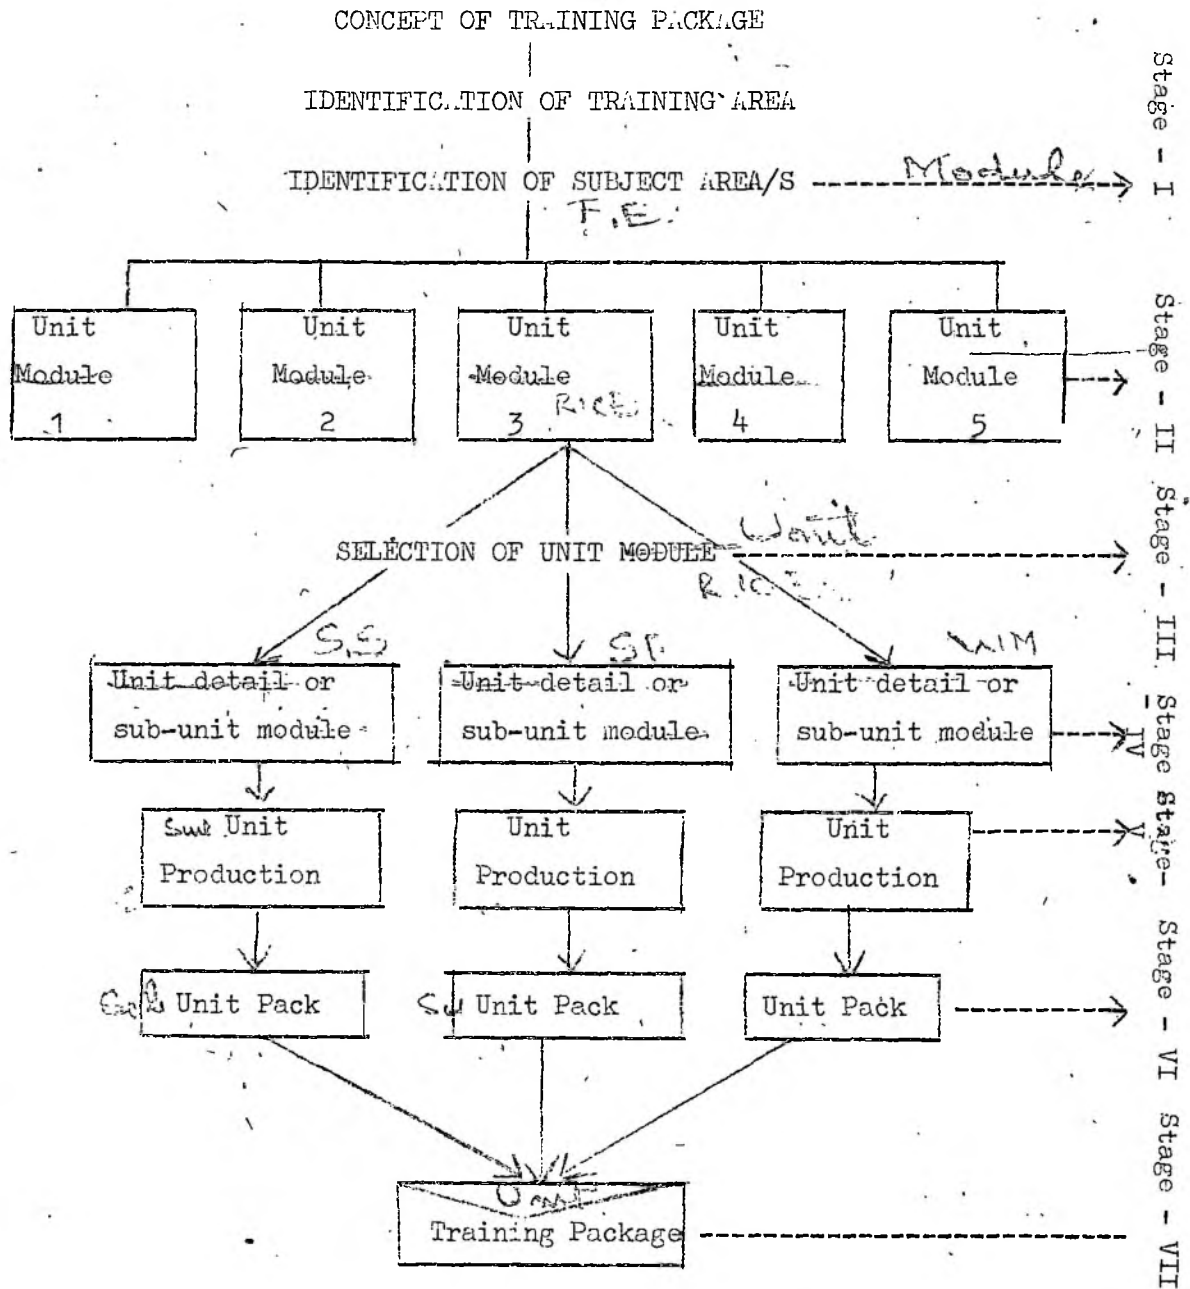 CONCEPT OF TRAINING PACKAGE
IDENTIFICATION OF TRAINING AREA
IDENTIFICATION OF SUBJECT AREA/S
Module
F.E.
Stage - I
Unit
Module
1
Unit
Module
2
Unit
Module
3
RICE
Unit
Module
4
Unit
Module
5
Stage - II
SELECTION OF UNIT MODULE
Unit
RICE
Stage - III
S.S
Unit detail or
sub-unit module
Unit detail or
sub-unit module
WM
Unit detail or
sub-unit module
Stage - IV
Unit
Production
Unit
Production
Unit
Production
Stage - V
Unit Pack
Unit Pack
Unit Pack
Stage - VI
Unit
Training Package
Stage - VII